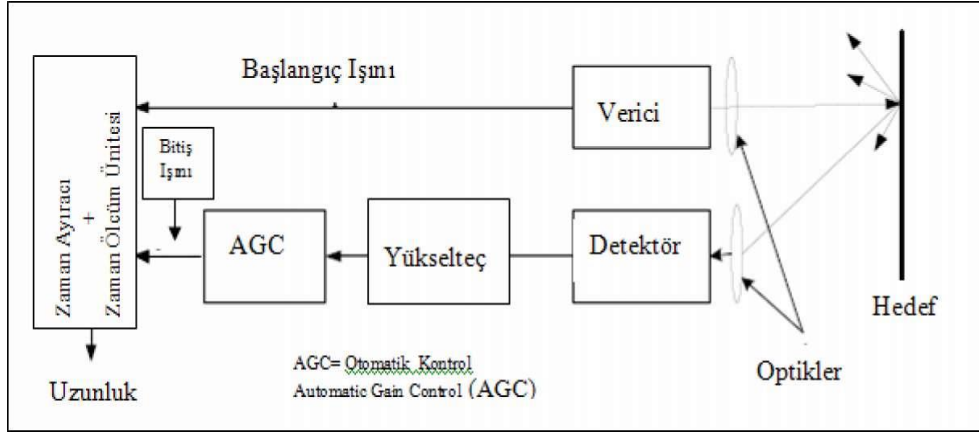 Başlangıç Işını
Verici
Zaman Ayıracı
+
Zaman Ölçüm Ünitesi
Bitiş
Işını
AGC
Yükselteç
Detektör
Hedef
Optikler
Uzunluk
AGC= Otomatik Kontrol
Automatic Gain Control (AGC)